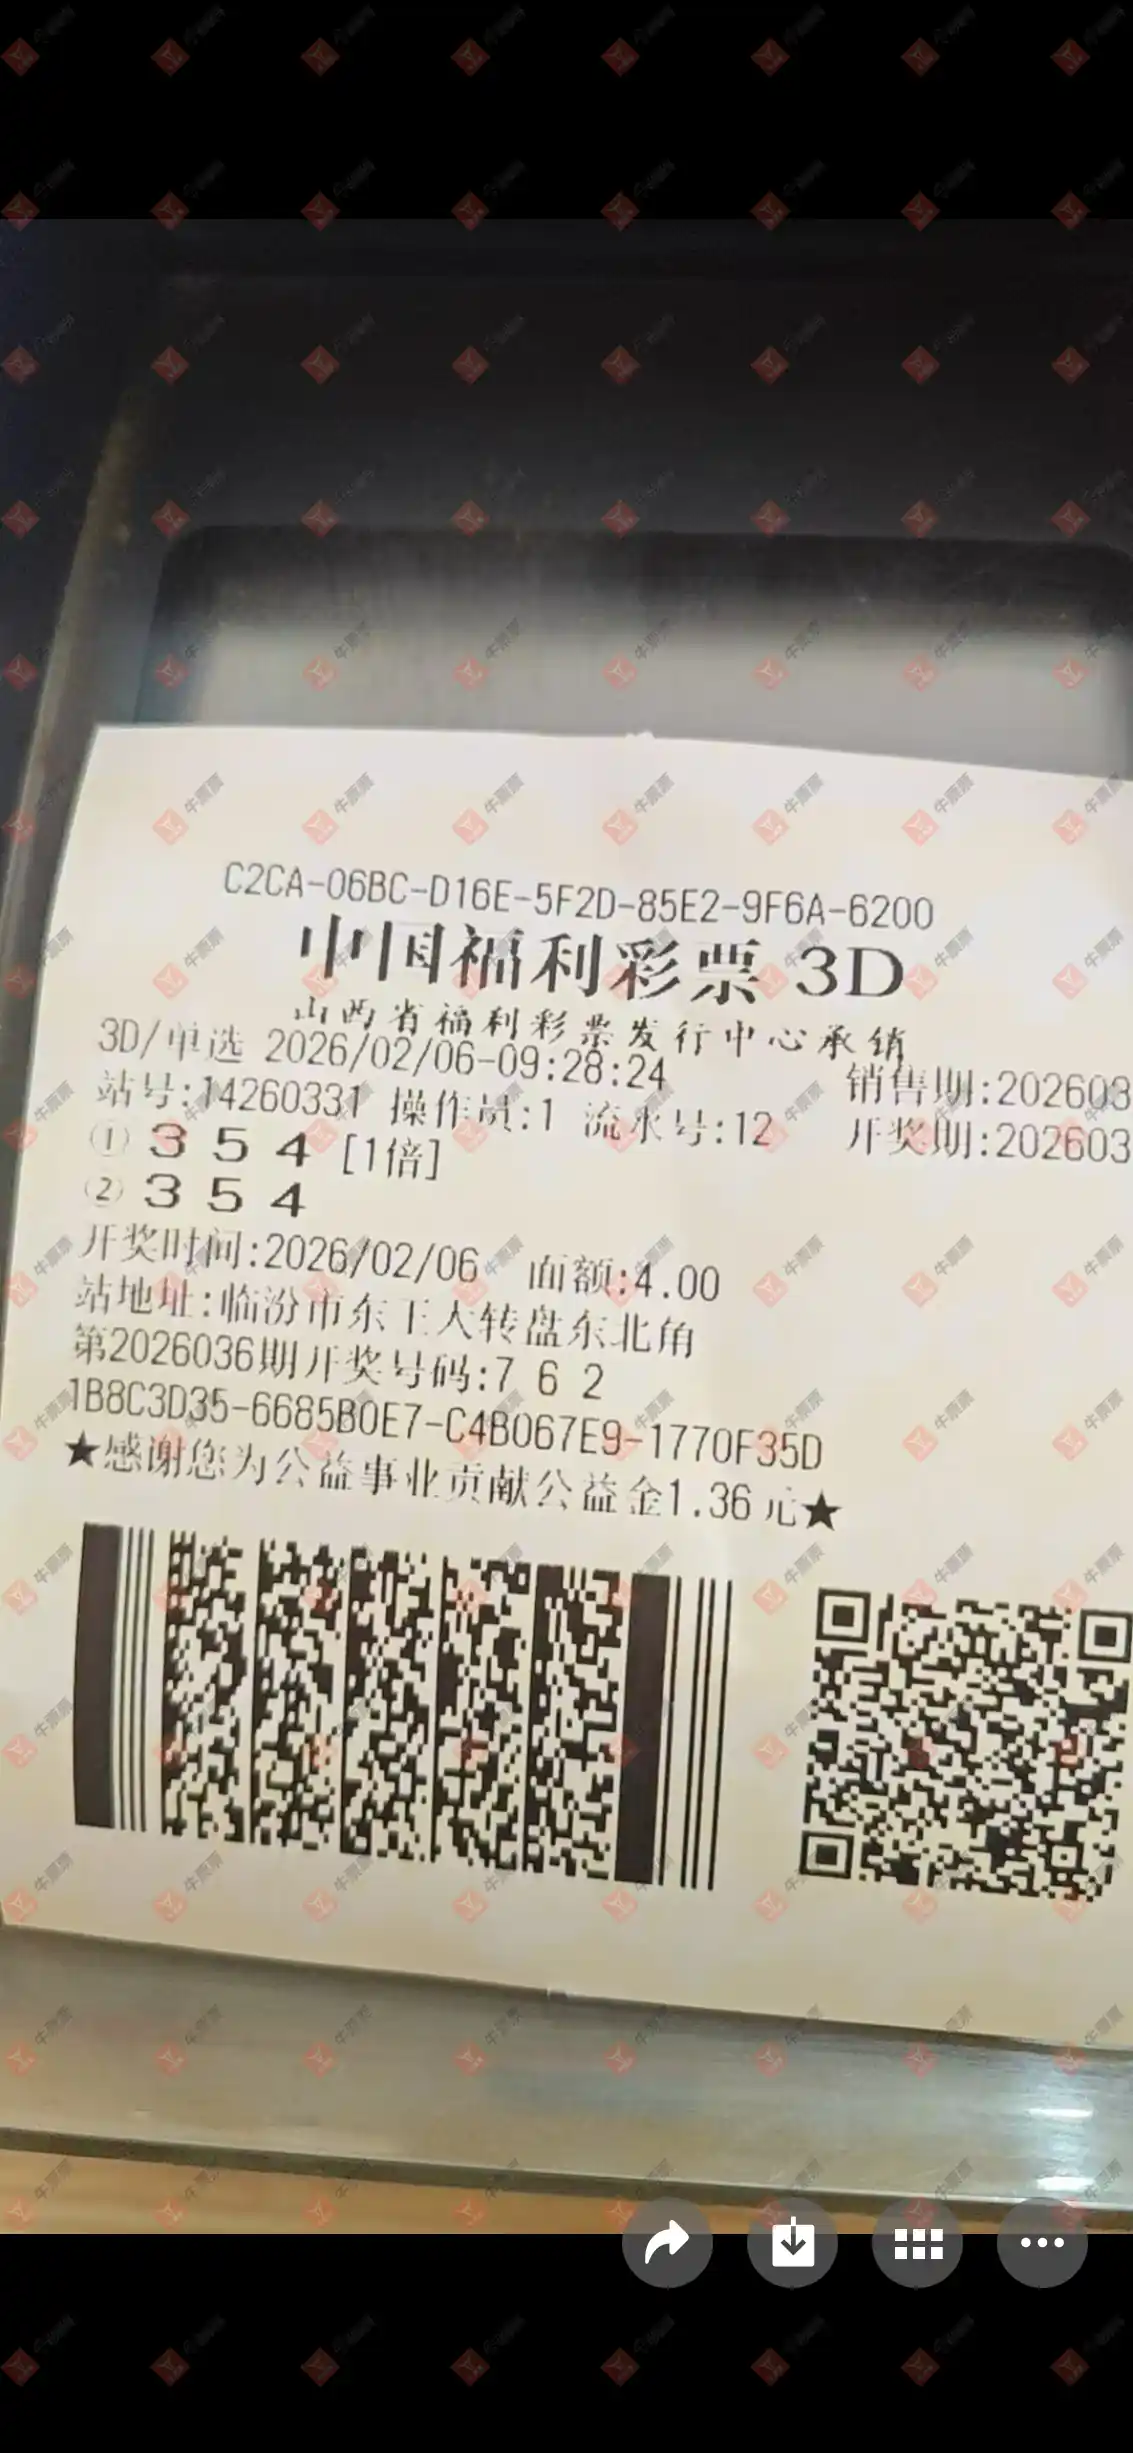 C2CA-06BC-D16E-5F2D-85E2-9F6A-6200
中国福利彩票 3D
山西省福利彩票发行中心承销
3D/单选 2026/02/06-09:28:24 销售期:202603
站号:14260331 操作员:1 流水号:12 开奖期:202603
① 3 5 4 [1倍]
② 3 5 4
开奖时间:2026/02/06 面额:4.00
站地址:临汾市东王大转盘东北角
第2026036期开奖号码:7 6 2
1B8C3D35-6685B0E7-C4B067E9-1770F35D
★感谢您为公益事业贡献公益金1.36元★
牛票票